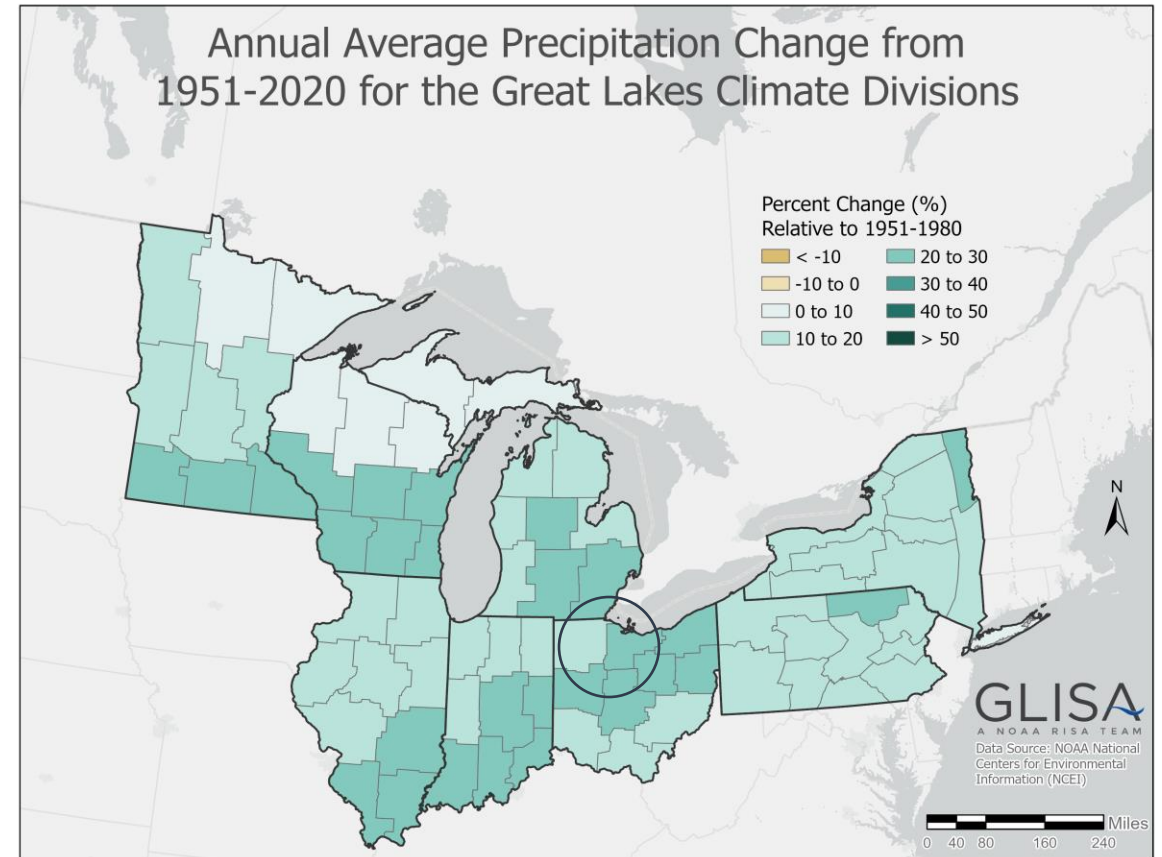 Annual Average Precipitation Change from
1951-2020 for the Great Lakes Climate Divisions
Percent Change (%)
Relative to 1951-1980
< -10
-10 to 0
0 to 10
10 to 20
20 to 30
30 to 40
40 to 50
> 50
N
GLISA
A NOAA RISA TEAM
Data Source: NOAA National
Centers for Environmental
Information (NCEI)
Miles
0 40 80 160 240